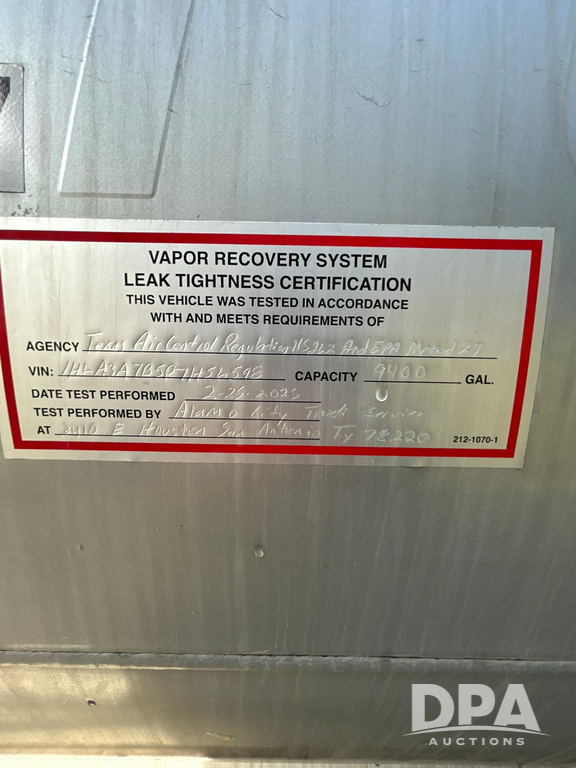 VAPOR RECOVERY SYSTEM
LEAK TIGHTNESS CERTIFICATION
THIS VEHICLE WAS TESTED IN ACCORDANCE
WITH AND MEETS REQUIREMENTS OF
AGENCY Texas Air Control Regulation And EPA 27
VIN: CAPACITY 9400 GAL.
DATE TEST PERFORMED
TEST PERFORMED BY Alamo City Truck Service
AT E Houston San Antonio Tx 78220
212-1070-1
DPA
AUCTIONS